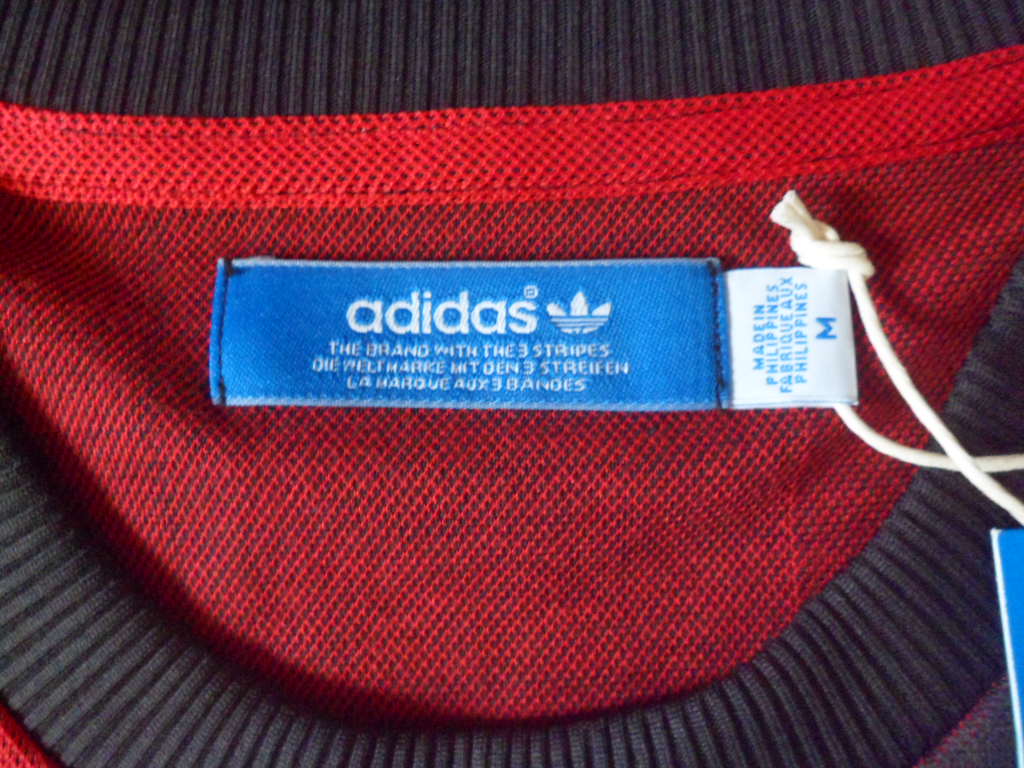 adidas
THE BRAND WITH THE 3 STRIPES
DIE WELTMARKE MIT DEN 3 STREIFEN
LA MARQUE AUX 3 BANDES
MADE IN
PHILIPPINES
FABRIQUE AUX
PHILIPPINES
M